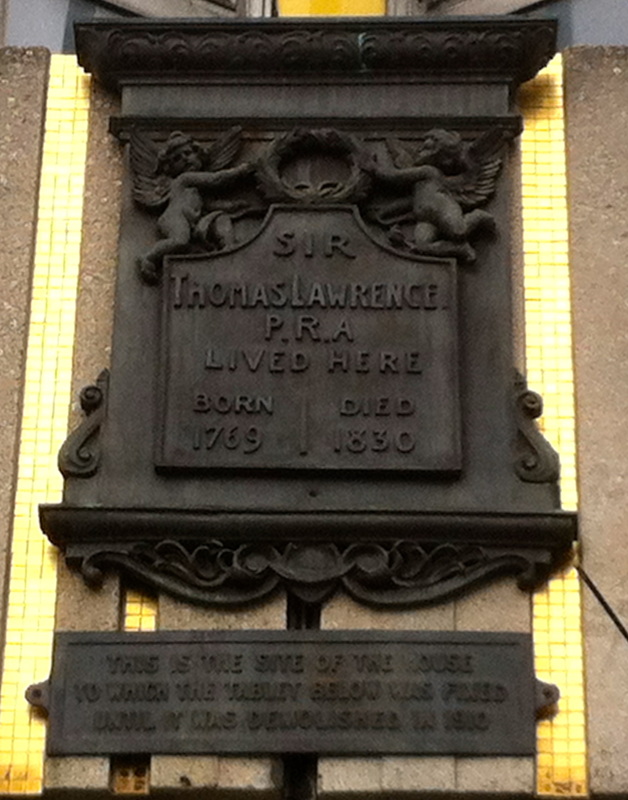 SIR
THOMAS LAWRENCE.
P.R.A
LIVED HERE
BORN DIED
1769 1830
THIS IS THE SITE OF THE HOUSE
TO WHICH THE TABLET BELOW WAS FIXED
UNTIL IT WAS DEMOLISHED IN 1910